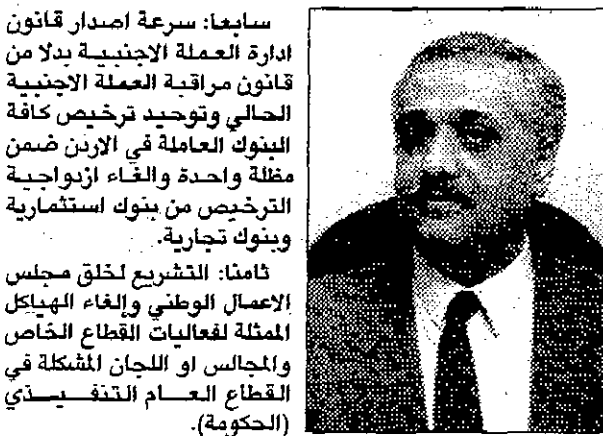 سابعا: سرعة اصدار قانون
ادارة العملة الاجنبية بدلا من
قانون مراقبة العملة الاجنبية
الحالي وتوحيد ترخيص كافة
البنوك العاملة في الاردن ضمن
مظلة واحدة والغاء ازدواجية
الترخيص من بنوك استثمارية
وبنوك تجارية.
ثامنا: التشريع لخلق مجلس
الاعمال الوطني وإلغاء الهياكل
الممثلة لفعاليات القطاع الخاص
والمجالس او اللجان المشكلة في
القطاع العام التنفيذي
(الحكومة).